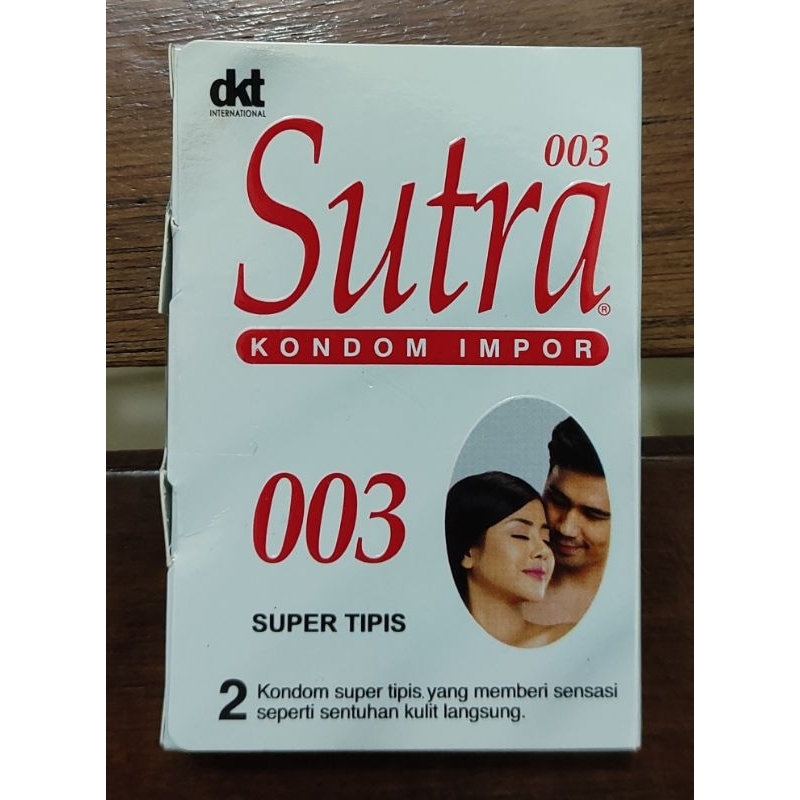 dkt
INTERNATIONAL
003
Sutra®
KONDOM IMPOR
003
SUPER TIPIS
2 Kondom super tipis yang memberi sensasi
seperti sentuhan kulit langsung.